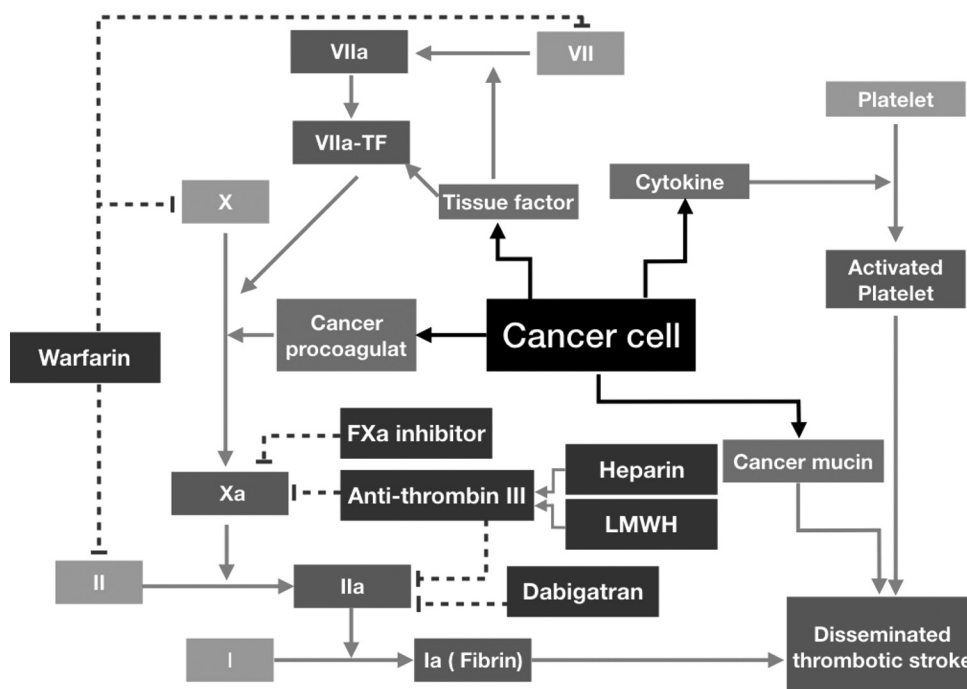 VIIa
VII
Platelet
VIIa-TF
Cytokine
X
Tissue factor
Activated
Platelet
Cancer
procoagulat
Cancer cell
Warfarin
FXa inhibitor
Cancer mucin
Heparin
Xa
Anti-thrombin III
LMWH
II
IIa
Dabigatran
Disseminated
thrombotic stroke
I
Ia ( Fibrin)